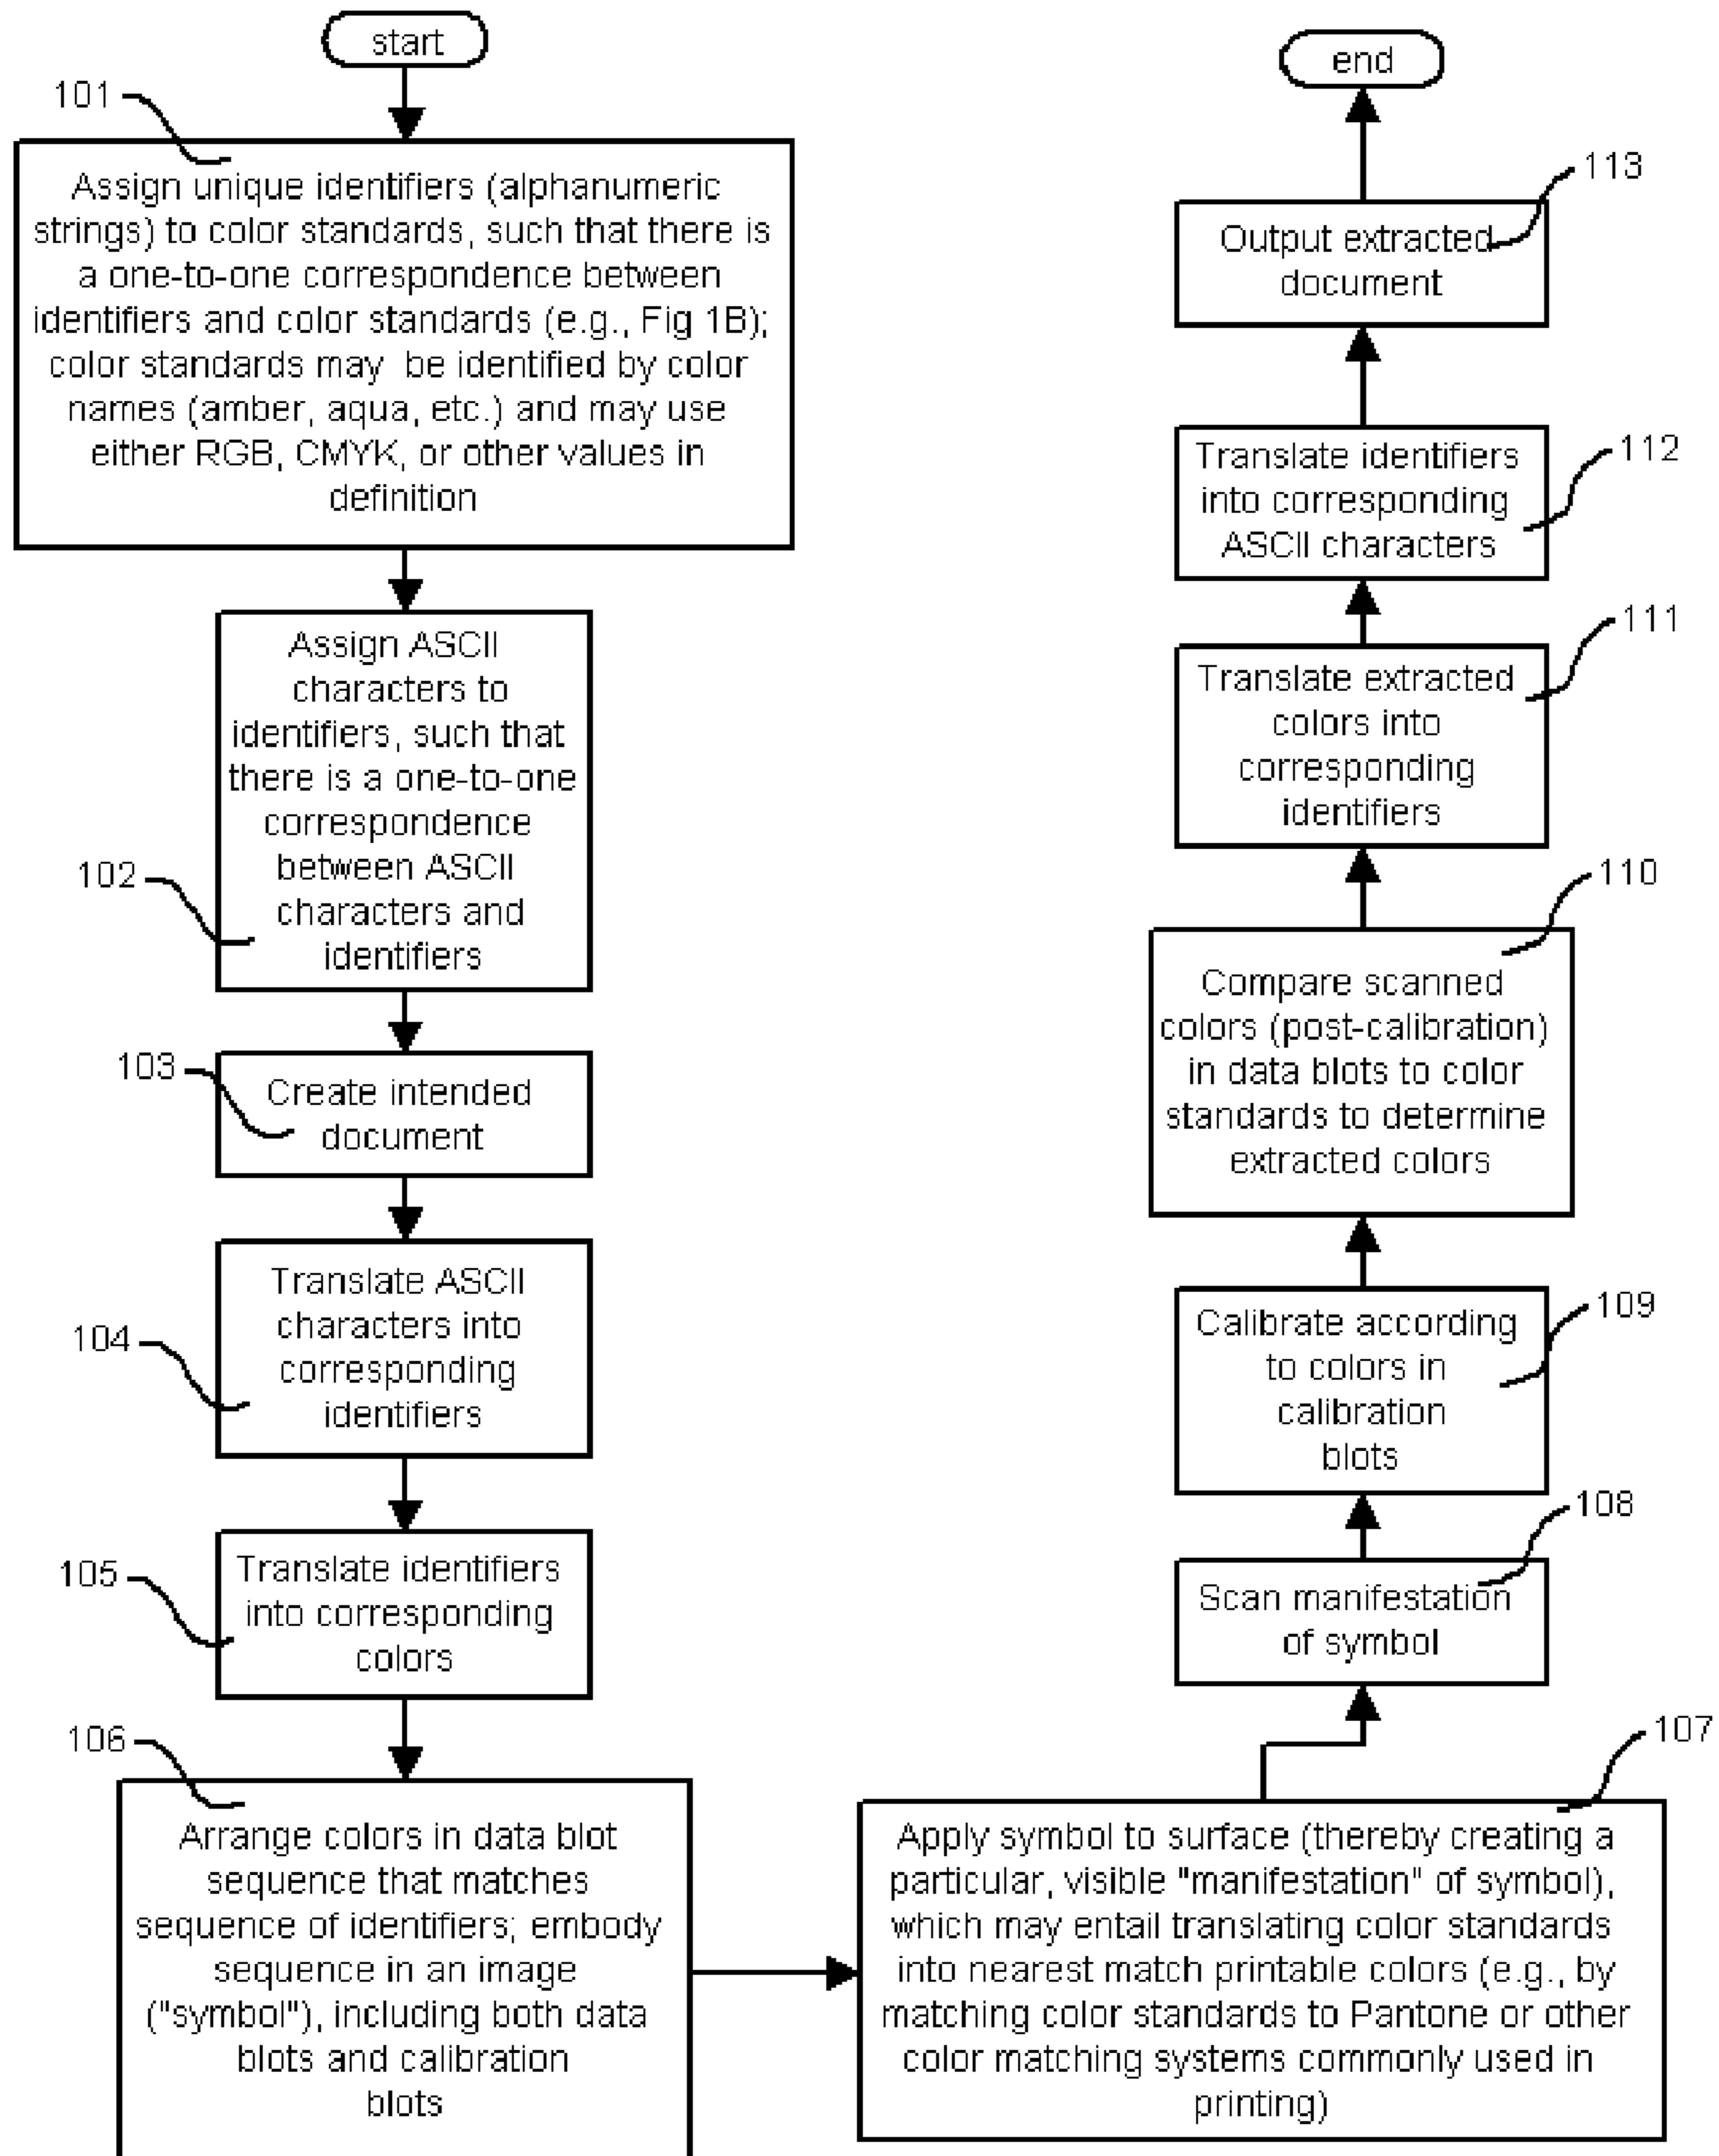 start
101
Assign unique identifiers (alphanumeric
strings) to color standards, such that there is
a one-to-one correspondence between
identifiers and color standards (e.g., Fig 1B);
color standards may be identified by color
names (amber, aqua, etc.) and may use
either RGB, CMYK, or other values in
definition
Assign ASCII
characters to
identifiers, such that
there is a one-to-one
correspondence
between ASCII
characters and
identifiers
102
103
Create intended
document
Translate ASCII
characters into
corresponding
identifiers
104
Translate identifiers
into corresponding
colors
105
106
Arrange colors in data blot
sequence that matches
sequence of identifiers; embody
sequence in an image
("symbol"), including both data
blots and calibration
blots
107
Apply symbol to surface (thereby creating a
particular, visible "manifestation" of symbol),
which may entail translating color standards
into nearest match printable colors (e.g., by
matching color standards to Pantone or other
color matching systems commonly used in
printing)
108
Scan manifestation
of symbol
109
Calibrate according
to colors in
calibration
blots
110
Compare scanned
colors (post-calibration)
in data blots to color
standards to determine
extracted colors
111
Translate extracted
colors into
corresponding
identifiers
112
Translate identifiers
into corresponding
ASCII characters
113
Output extracted
document
end